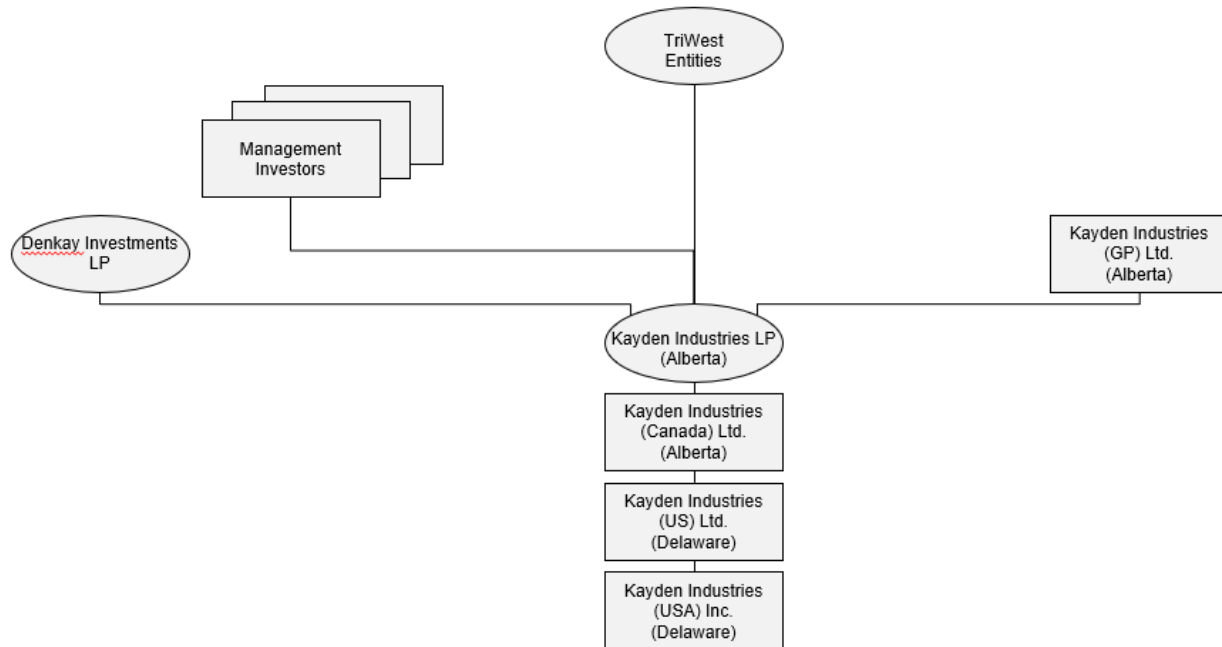 TriWest
Entities
Management
Investors
Denkay Investments
LP
Kayden Industries
(GP) Ltd.
(Alberta)
Kayden Industries LP
(Alberta)
Kayden Industries
(Canada) Ltd.
(Alberta)
Kayden Industries
(US) Ltd.
(Delaware)
Kayden Industries
(USA) Inc.
(Delaware)